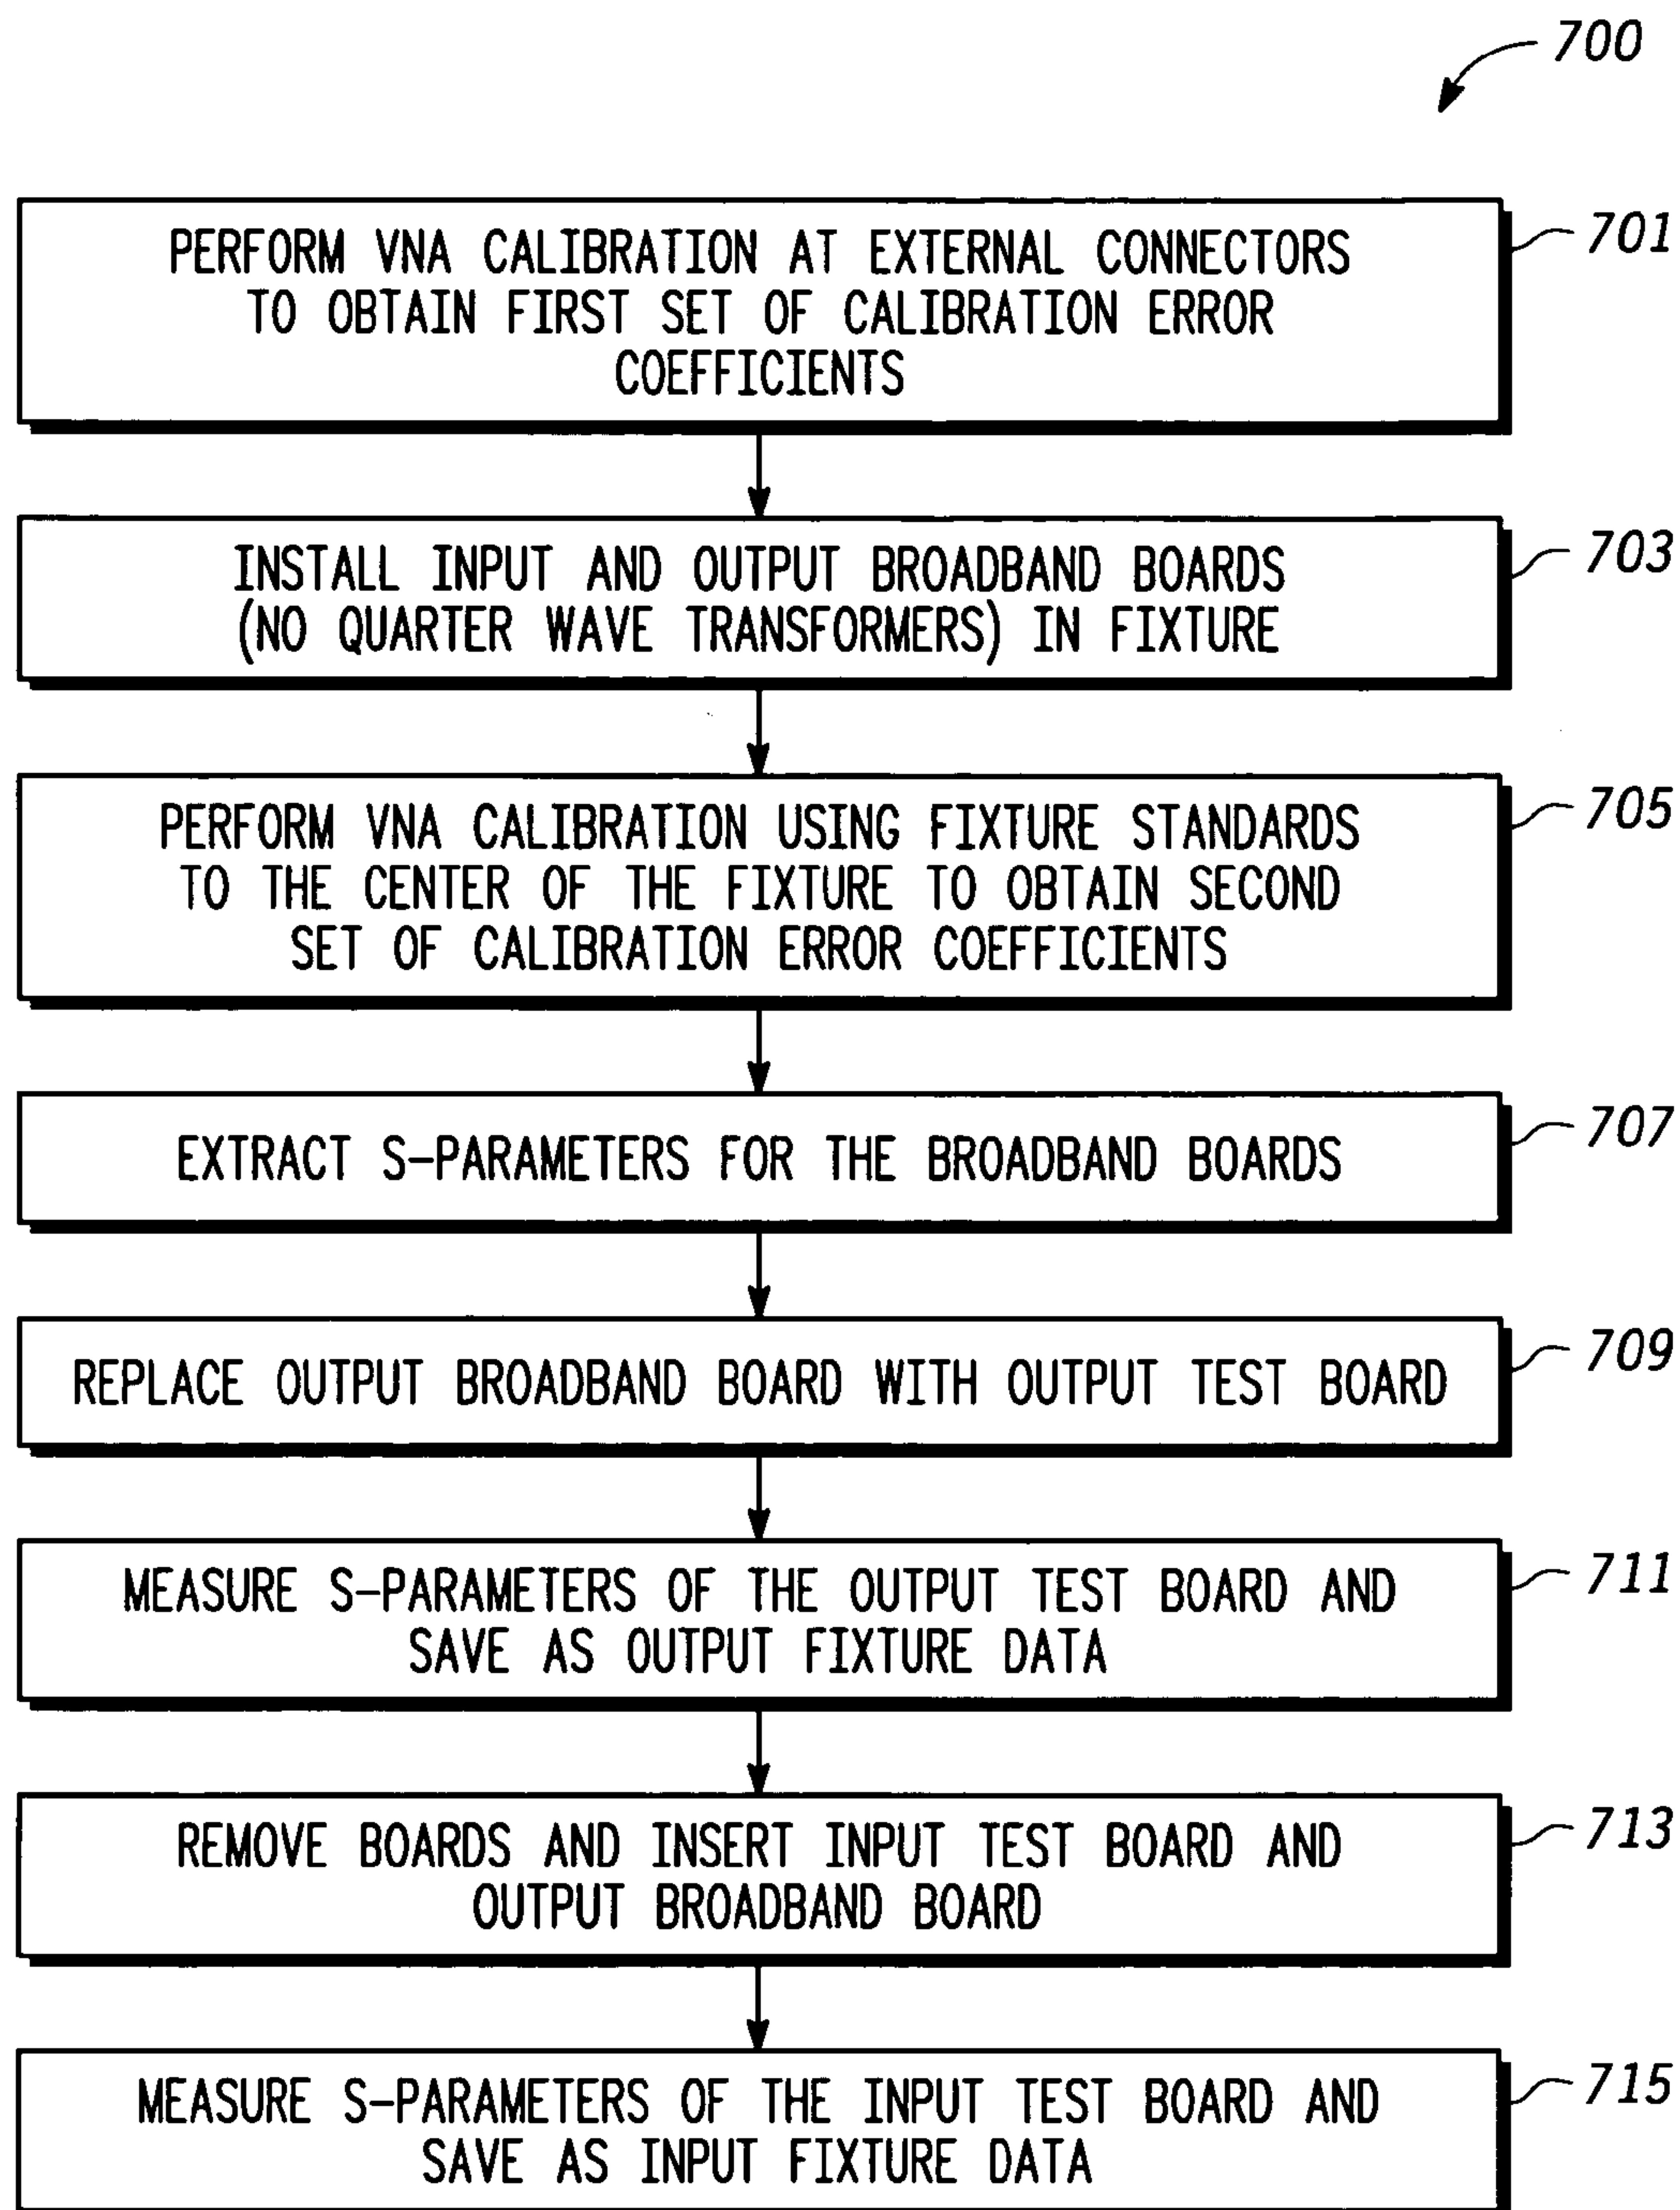 700
PERFORM VNA CALIBRATION AT EXTERNAL CONNECTORS
TO OBTAIN FIRST SET OF CALIBRATION ERROR
COEFFICIENTS
701
INSTALL INPUT AND OUTPUT BROADBAND BOARDS
(NO QUARTER WAVE TRANSFORMERS) IN FIXTURE
703
PERFORM VNA CALIBRATION USING FIXTURE STANDARDS
TO THE CENTER OF THE FIXTURE TO OBTAIN SECOND
SET OF CALIBRATION ERROR COEFFICIENTS
705
EXTRACT S-PARAMETERS FOR THE BROADBAND BOARDS
707
REPLACE OUTPUT BROADBAND BOARD WITH OUTPUT TEST BOARD
709
MEASURE S-PARAMETERS OF THE OUTPUT TEST BOARD AND
SAVE AS OUTPUT FIXTURE DATA
711
REMOVE BOARDS AND INSERT INPUT TEST BOARD AND
OUTPUT BROADBAND BOARD
713
MEASURE S-PARAMETERS OF THE INPUT TEST BOARD AND
SAVE AS INPUT FIXTURE DATA
715